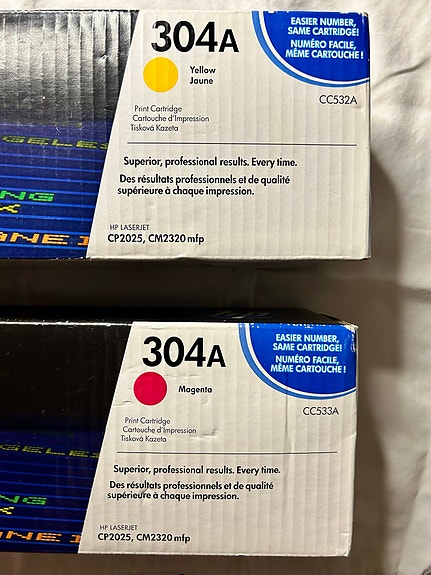 304A
EASIER NUMBER,
SAME CARTRIDGE!
NUMÉRO FACILE,
MÊME CARTOUCHE!
Yellow
Jaune
CC532A
Print Cartridge
Cartouche d'Impression
Tisková Kazeta
Superior, professional results. Every time.
Des résultats professionnels et de qualité
supérieure à chaque impression.
HP LASERJET
CP2025, CM2320 mfp
304A
EASIER NUMBER,
SAME CARTRIDGE!
NUMÉRO FACILE,
MÊME CARTOUCHE!
Magenta
CC533A
Print Cartridge
Cartouche d'Impression
Tisková Kazeta
Superior, professional results. Every time.
Des résultats professionnels et de qualité
supérieure à chaque impression.
HP LASERJET
CP2025, CM2320 mfp